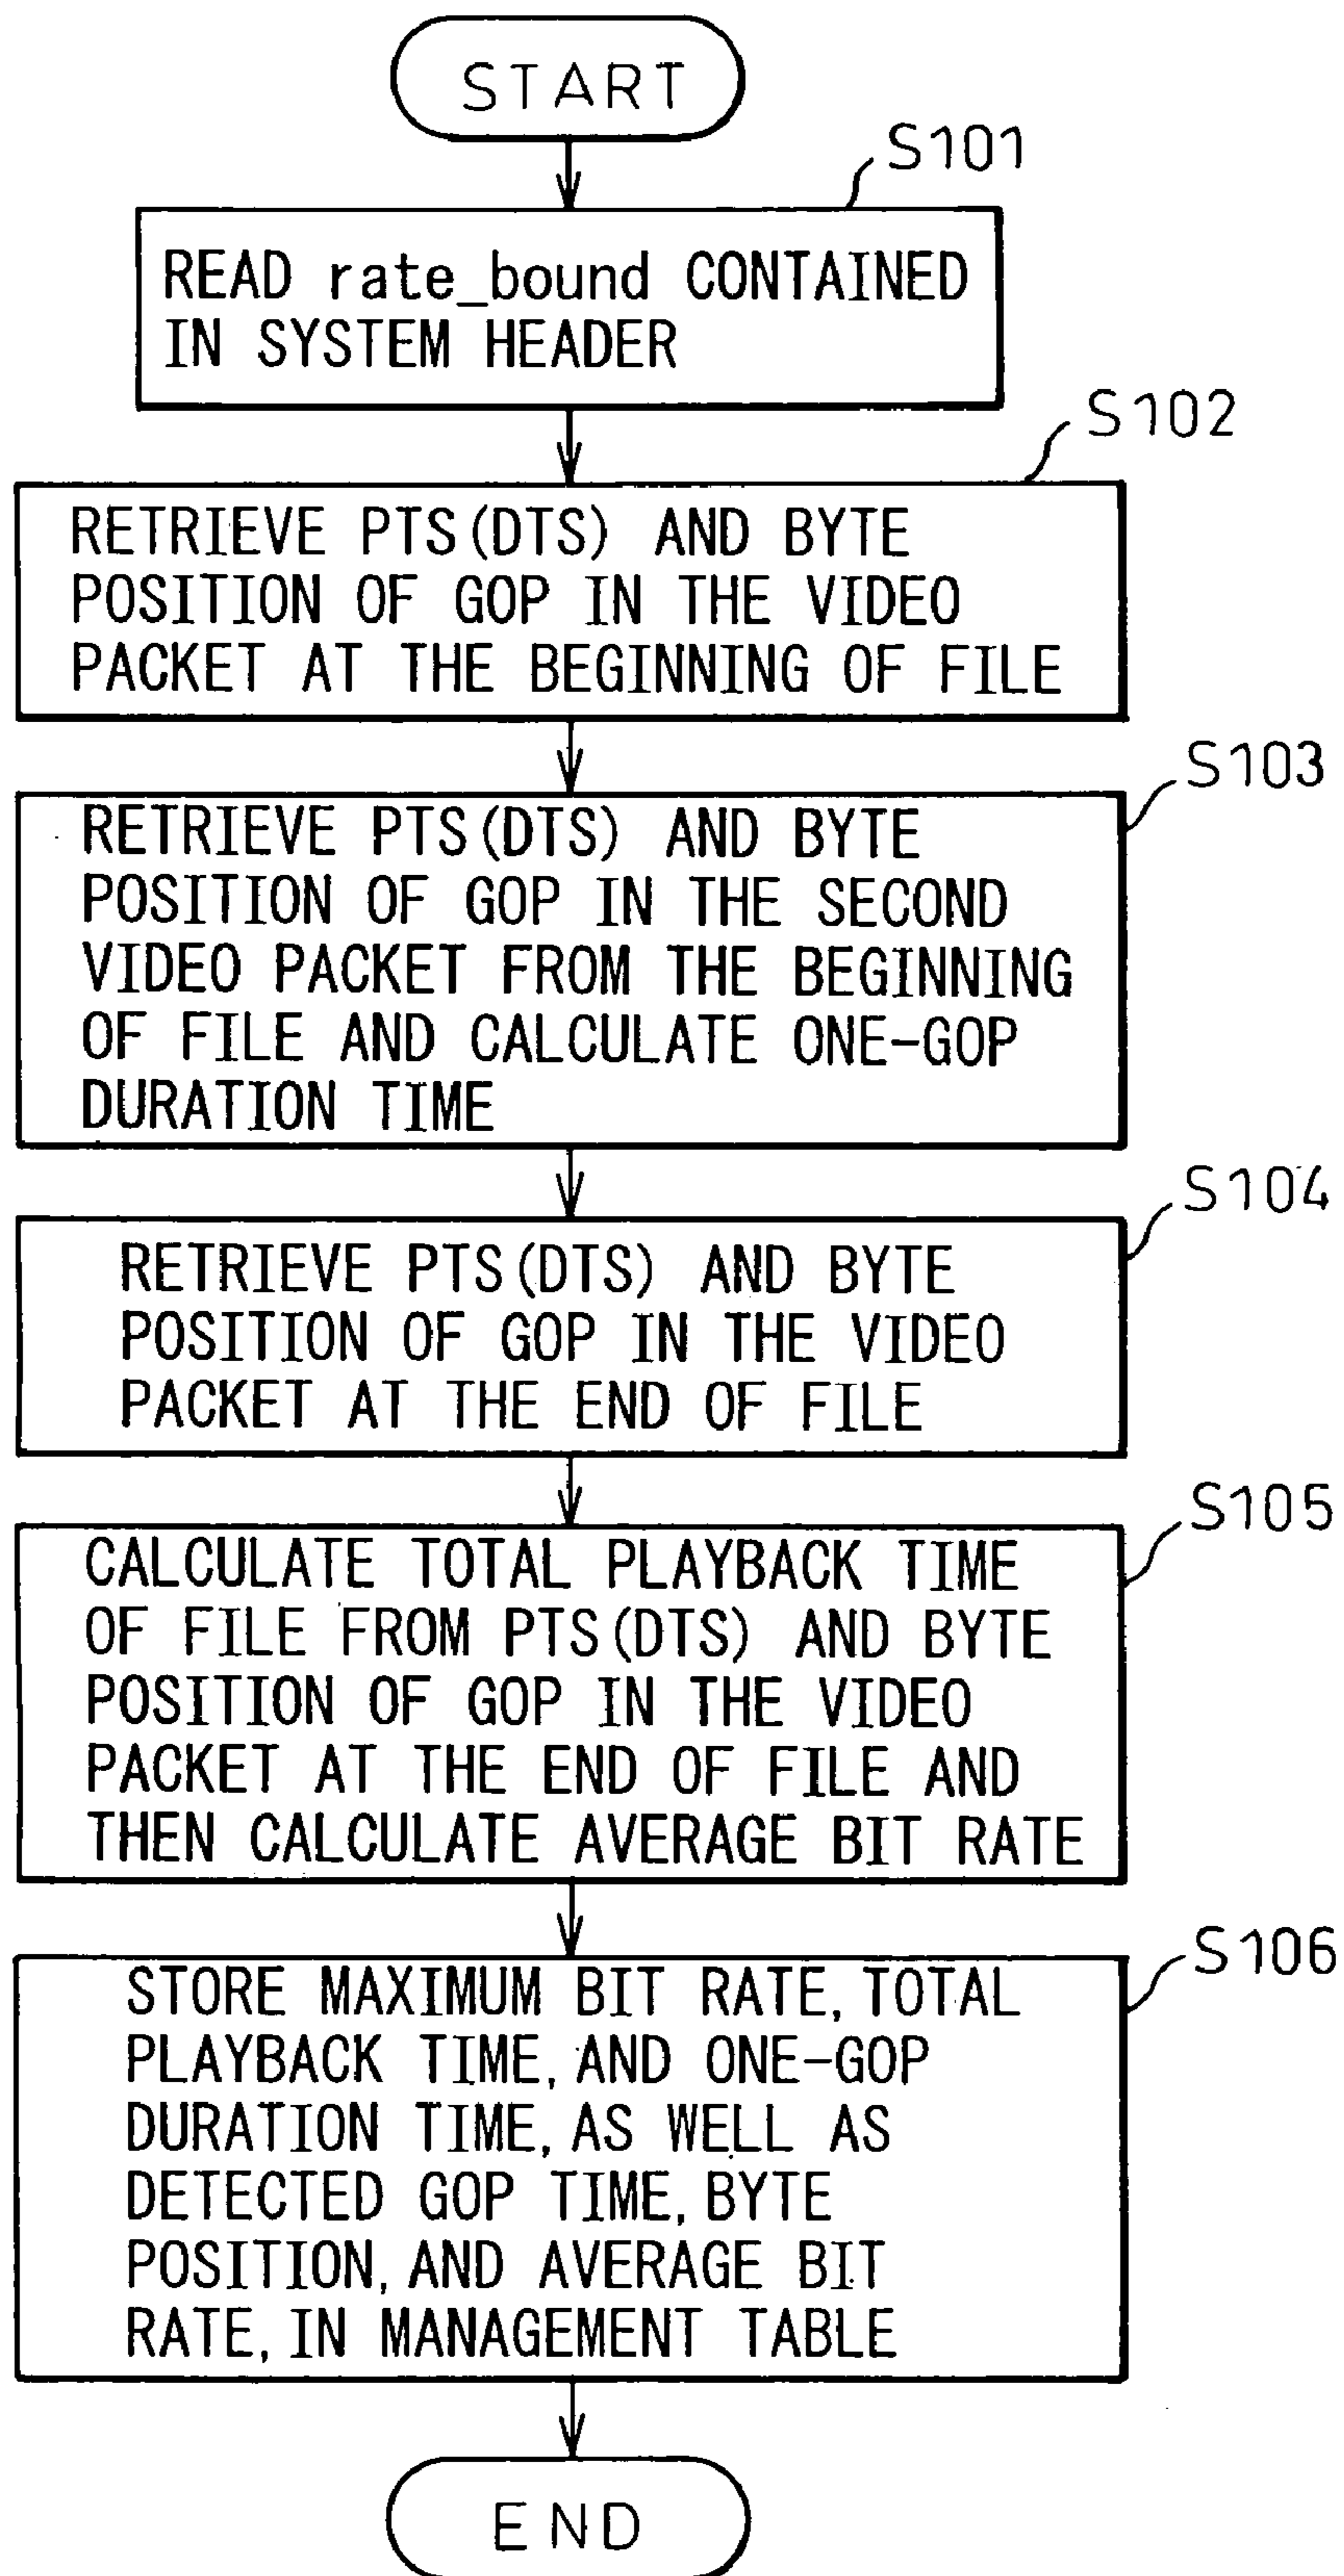 START
S101
READ rate_bound CONTAINED
IN SYSTEM HEADER
S102
RETRIEVE PTS(DTS) AND BYTE
POSITION OF GOP IN THE VIDEO
PACKET AT THE BEGINNING OF FILE
S103
RETRIEVE PTS(DTS) AND BYTE
POSITION OF GOP IN THE SECOND
VIDEO PACKET FROM THE BEGINNING
OF FILE AND CALCULATE ONE-GOP
DURATION TIME
S104
RETRIEVE PTS(DTS) AND BYTE
POSITION OF GOP IN THE VIDEO
PACKET AT THE END OF FILE
S105
CALCULATE TOTAL PLAYBACK TIME
OF FILE FROM PTS(DTS) AND BYTE
POSITION OF GOP IN THE VIDEO
PACKET AT THE END OF FILE AND
THEN CALCULATE AVERAGE BIT RATE
S106
STORE MAXIMUM BIT RATE, TOTAL
PLAYBACK TIME, AND ONE-GOP
DURATION TIME, AS WELL AS
DETECTED GOP TIME, BYTE
POSITION, AND AVERAGE BIT
RATE, IN MANAGEMENT TABLE
END